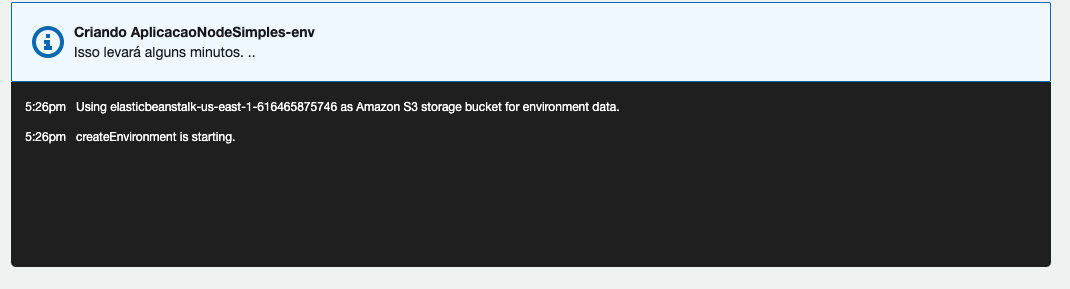 Criando AplicacaoNodeSimples-env
Isso levará alguns minutos. ..
5:26pm Using elasticbeanstalk-us-east-1-616465875746 as Amazon S3 storage bucket for environment data.
5:26pm createEnvironment is starting.